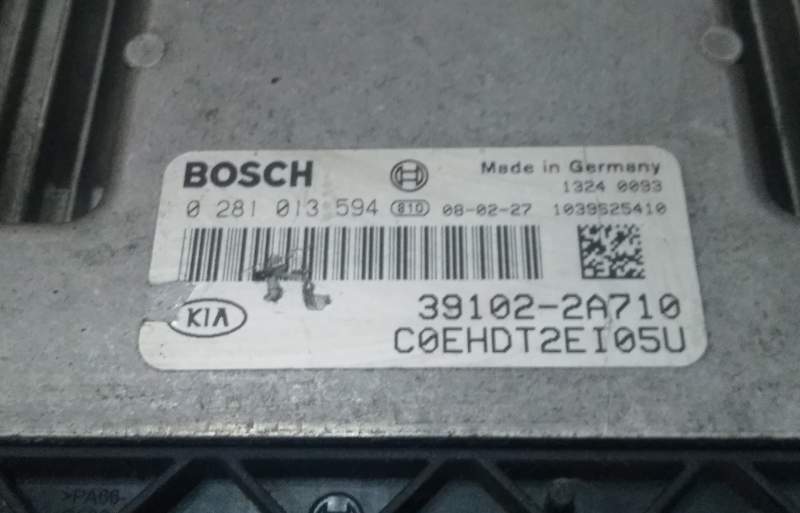 BOSCH Made in Germany
1324 0093
0 281 013 594 810 08-02-27 1039S25410
39102-2A710
KIA
C0EHDT2EI05U
>PA66-